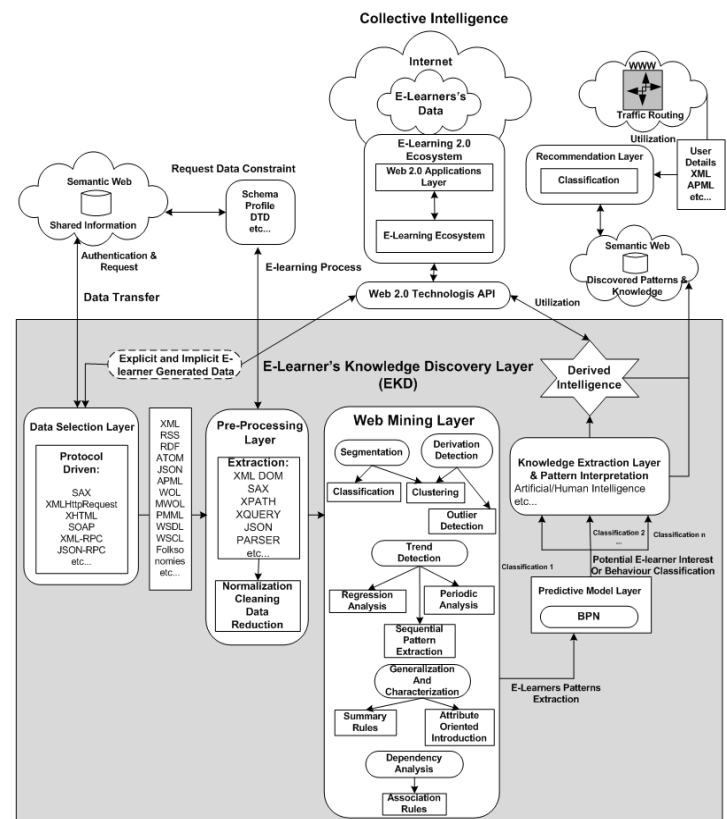 Collective Intelligence
Internet
E-Learners's
Data
WWW
Traffic Routing
Utilization
E-Learning 2.0
Ecosystem
Web 2.0 Applications
Layer
E-Learning Ecosystem
Recommendation Layer
Classification
User
Details
XML
APML
etc...
Request Data Constraint
Semantic Web
Shared Information
Schema
Profile
DTD
etc...
Authentication &
Request
Data Transfer
E-learning Process
Web 2.0 Technologis API
Utilization
Semantic Web
Discovered Patterns &
Knowledge
Explicit and Implicit E-
learner Generated Data
E-Learner's Knowledge Discovery Layer
(EKD)
Derived
Intelligence
Data Selection Layer
Protocol
Driven:
SAX
XMLHttpRequest
XHTML
SOAP
XML-RPC
JSON-RPC
etc...
XML
RSS
RDF
ATOM
JSON
APML
WOL
MWOL
PMML
WSDL
WSCL
Folkso
nomies
etc...
Pre-Processing
Layer
Extraction:
XML DOM
SAX
XPATH
XQUERY
JSON
PARSER
etc...
Normalization
Cleaning
Data
Reduction
Web Mining Layer
Segmentation
Derivation
Detection
Classification
Clustering
Outlier
Detection
Trend
Detection
Regression
Analysis
Periodic Analysis
Sequential
Pattern
Extraction
Generalization
And
Characterization
Summary
Rules
Attribute
Oriented
Introduction
Dependency
Analysis
Association
Rules
Knowledge Extraction Layer
& Pattern Interpretation
Artificial/Human Intelligence
etc...
Classification 1
Classification 2
...
Classification n
Potential E-learner Interest
Or Behaviour Classification
Predictive Model Layer
BPN
E-Learners Patterns
Extraction